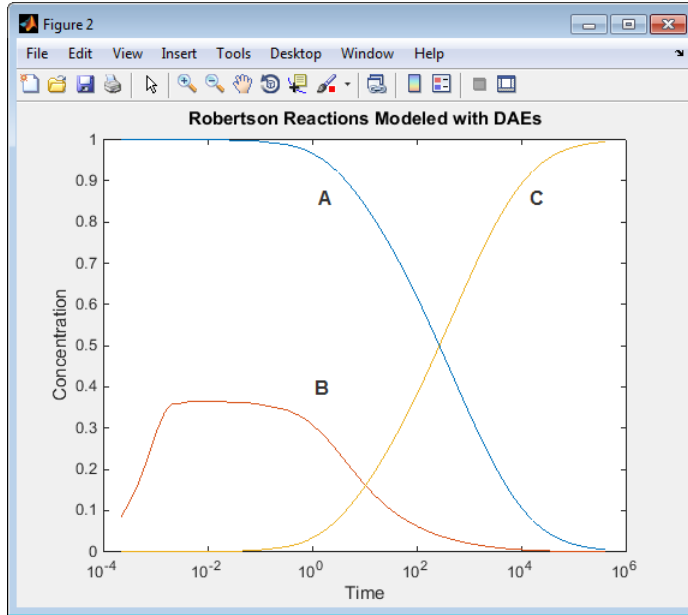 Figure 2
File Edit View Insert Tools Desktop Window Help
Robertson Reactions Modeled with DAEs
1
0.9
0.8
0.7
0.6
0.5
0.4
0.3
0.2
0.1
0
Concentration
A
C
B
10⁻⁴ 10⁻² 10⁰ 10² 10⁴ 10⁶
Time